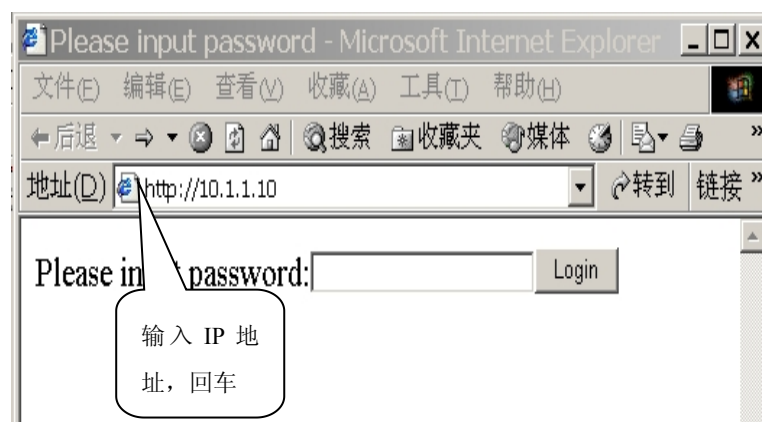 Please input password - Microsoft Internet Explorer
文件(F) 编辑(E) 查看(V) 收藏(A) 工具(T) 帮助(H)
后退 搜索 收藏夹 媒体 »
地址(D) http://10.1.1.10 转到 链接 »
Please input password: Login
输入 IP 地
址，回车